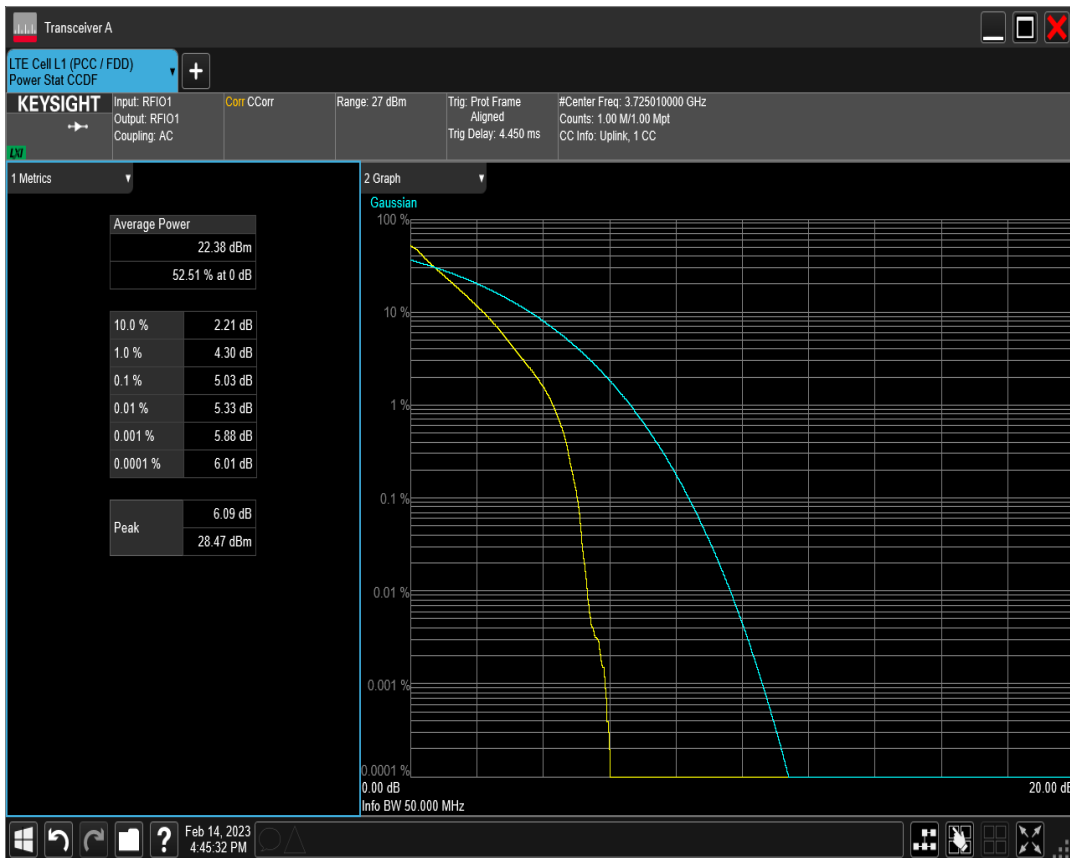 Transceiver A
LTE Cell L1 (PCC / FDD)
Power Stat CCDF
KEYSIGHT
LXI
Input: RFIO1
Output: RFIO1
Coupling: AC
Corr CCorr
Range: 27 dBm
Trig: Prot Frame
Aligned
Trig Delay: 4.450 ms
#Center Freq: 3.725010000 GHz
Counts: 1.00 M/1.00 Mpt
CC Info: Uplink, 1 CC
1 Metrics
Average Power
22.38 dBm
52.51 % at 0 dB
10.0 % 2.21 dB
1.0 % 4.30 dB
0.1 % 5.03 dB
0.01 % 5.33 dB
0.001 % 5.88 dB
0.0001 % 6.01 dB
Peak
6.09 dB
28.47 dBm
2 Graph
Gaussian
100 %
10 %
1 %
0.1 %
0.01 %
0.001 %
0.0001 %
0.00 dB
20.00 dB
Info BW 50.000 MHz
Feb 14, 2023
4:45:32 PM